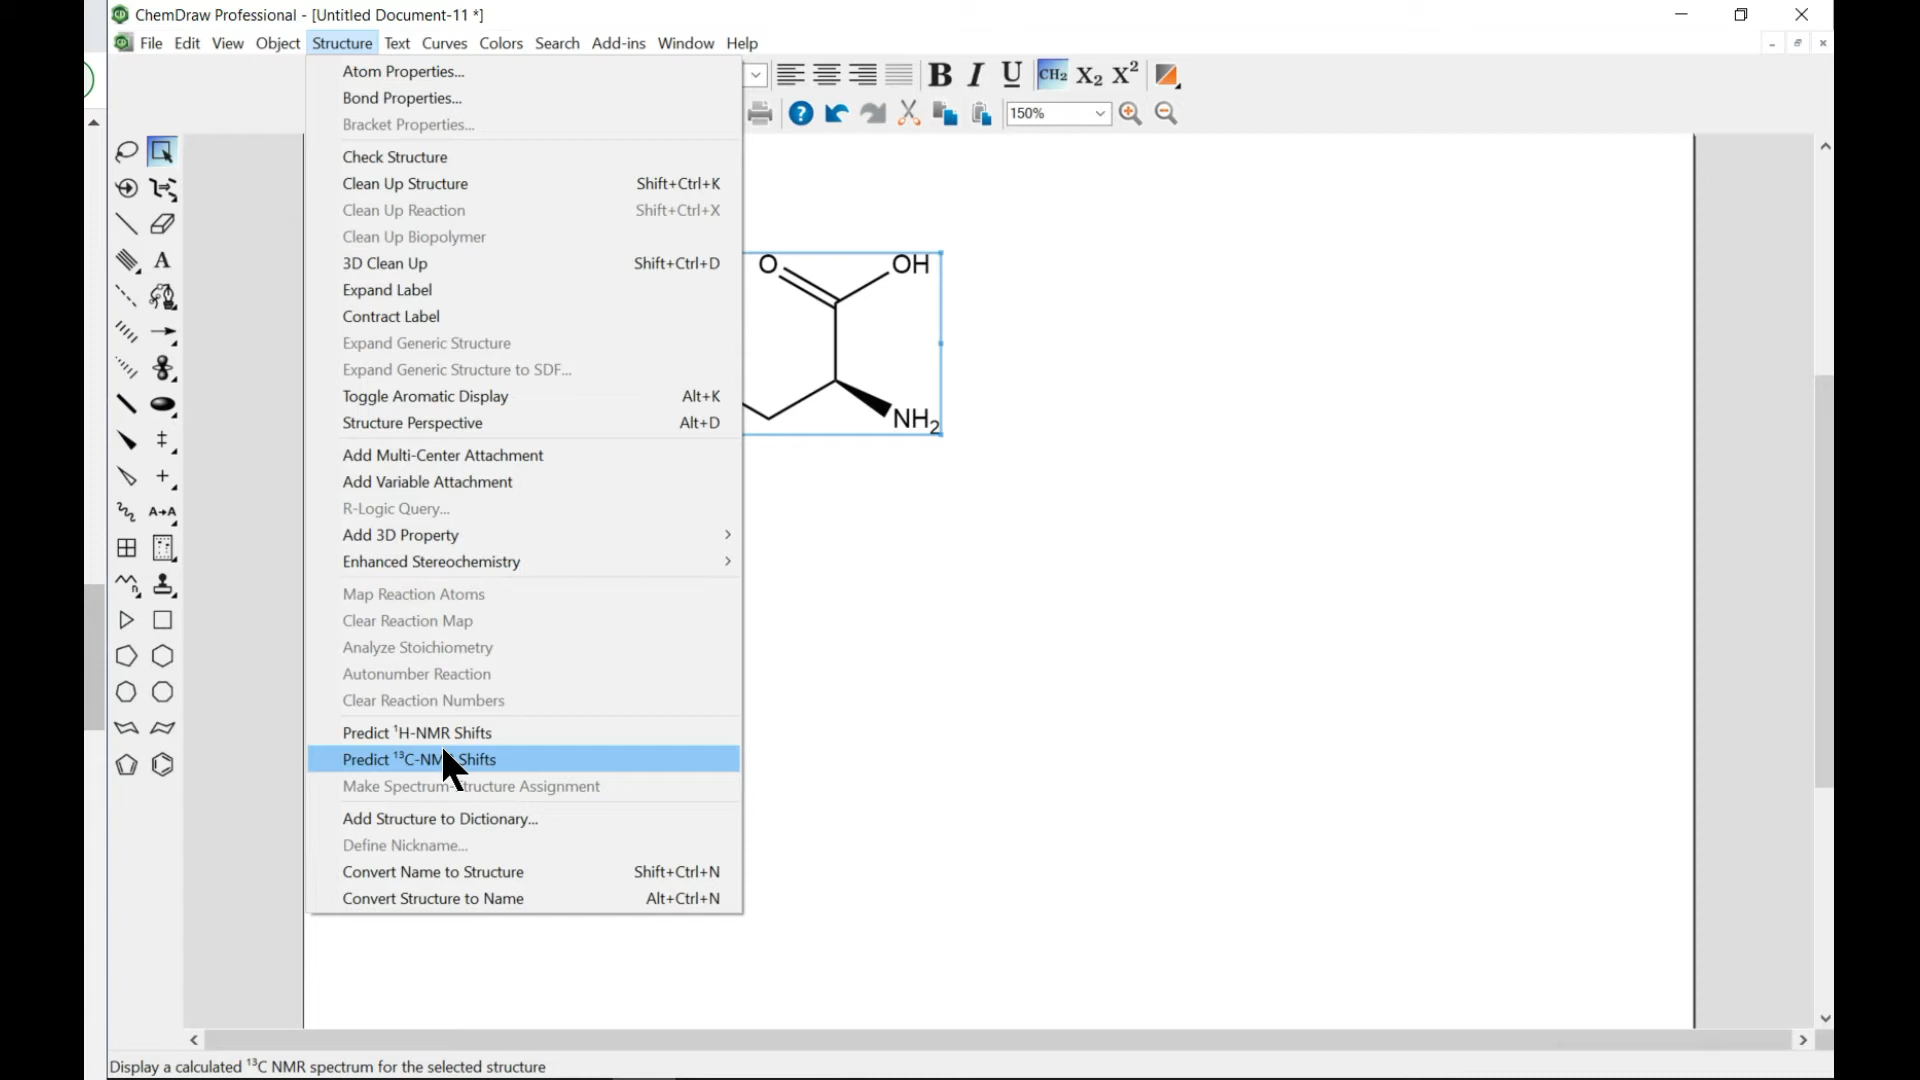 ChemDraw Professional - [Untitled Document-11 *]
File Edit View Object Structure Text Curves Colors Search Add-ins Window Help
Atom Properties...
B I U CH₂ X₂ X²
Bond Properties...
150%
Bracket Properties...
Check Structure
Clean Up Structure Shift+Ctrl+K
Clean Up Reaction Shift+Ctrl+X
Clean Up Biopolymer
3D Clean Up Shift+Ctrl+D
O OH
A
Expand Label
Contract Label
Expand Generic Structure
Expand Generic Structure to SDF...
Toggle Aromatic Display Alt+K
Structure Perspective Alt+D
NH₂
Add Multi-Center Attachment
Add Variable Attachment
R-Logic Query...
A→A
Add 3D Property
Enhanced Stereochemistry
n
Map Reaction Atoms
Clear Reaction Map
Analyze Stoichiometry
Autonumber Reaction
Clear Reaction Numbers
Predict ¹H-NMR Shifts
Predict ¹³C-NMR Shifts
Make Spectrum-Structure Assignment
Add Structure to Dictionary...
Define Nickname...
Convert Name to Structure Shift+Ctrl+N
Convert Structure to Name Alt+Ctrl+N
Display a calculated ¹³C NMR spectrum for the selected structure